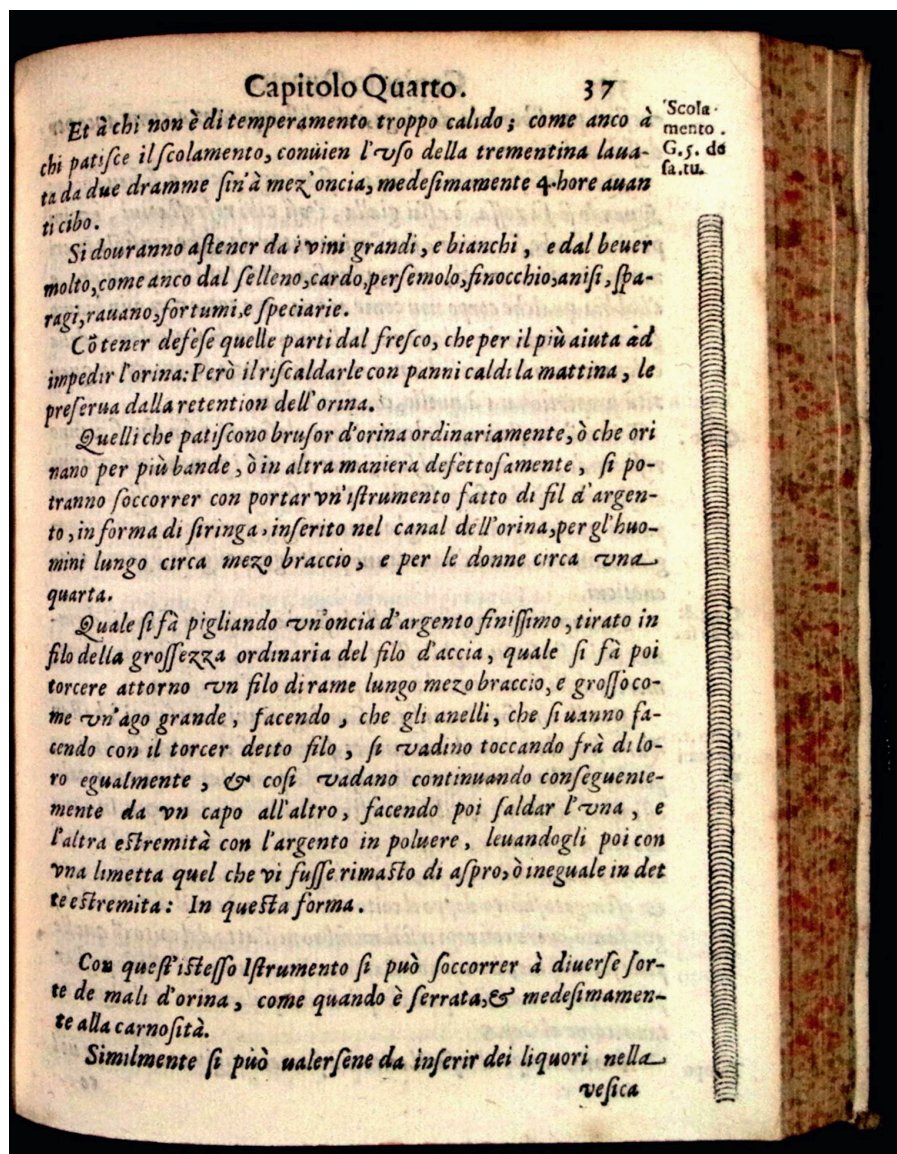 Capitolo Quarto. 37
Et à chi non è di temperamento troppo calido; come anco à
chi patiſce il ſcolamento, conuien l'vſo della trementina laua-
ta da due dramme ſin'à mez'oncia, medeſimamente 4. hore auan
ti cibo.
Scola-
mento.
G.5. de
ſa.tu.
Si douranno aſtener da i vini grandi, e bianchi, e dal beuer
molto, come anco dal ſelleno, cardo, perſemolo, finocchio, aniſi, ſpa-
ragi, rauano, fortumi, e ſpeciarie.
Cõ tener defeſe quelle parti dal freſco, che per il più aiuta ad
impedir l'orina: Però il riſcaldarle con panni caldi la mattina, le
preſerua dalla retention dell'orina.
Quelli che patiſcono bruſor d'orina ordinariamente, ò che ori
nano per più bande, ò in altra maniera defettoſamente, ſi po-
tranno ſoccorrer con portar vn'iſtrumento fatto di fil d'argen-
to, in forma di ſiringa, inſerito nel canal dell'orina, per gl'huo-
mini lungo circa mezo braccio, e per le donne circa vna
quarta.
Quale ſi fà pigliando vn'oncia d'argento finiſſimo, tirato in
filo della groſſezza ordinaria del filo d'accia, quale ſi fà poi
torcere attorno vn filo di rame lungo mezo braccio, e groſſo co-
me vn'ago grande, facendo, che gli anelli, che ſi uanno fa-
cendo con il torcer detto filo, ſi vadino toccando frà di lo-
ro egualmente, & coſì vadano continuando conſeguente-
mente da vn capo all'altro, facendo poi ſaldar l'vna, e
l'altra eſtremità con l'argento in poluere, leuandogli poi con
vna limetta quel che vi fuſſe rimaſto di aſpro, ò ineguale in det
te eſtremita: In queſta forma.
Con queſt'iſteſſo Iſtrumento ſi può ſoccorrer à diuerſe ſor-
te de mali d'orina, come quando è ſerrata, & medeſimamen-
te alla carnoſità.
Similmente ſi può ualerſene da inſerir dei liquori nella
veſica